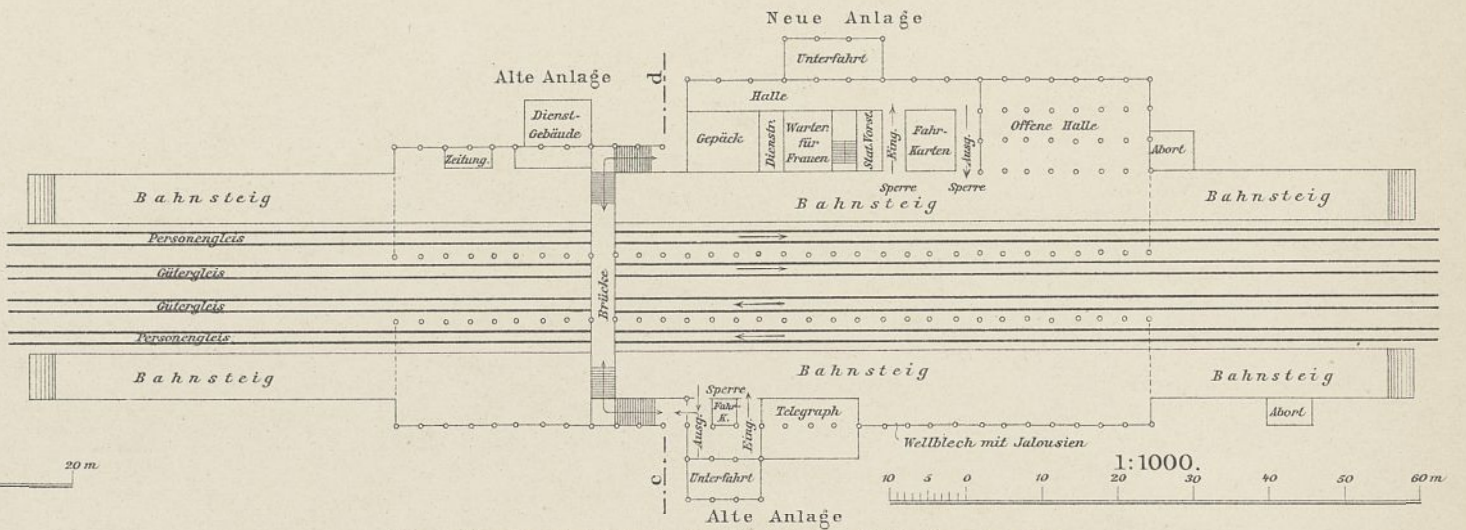 Neue Anlage
Unterfahrt
Alte Anlage
d
Halle
Dienst-
Gebäude
Zeitung.
Gepäck
Dienstr.
Warter.
für
Frauen
Stat. Vorst.
Eing.
Fahr-
Karten
Ausg.
Offene Halle
Abort
Sperre
Sperre
Bahnsteig
Bahnsteig
Bahnsteig
Personengleis
Gütergleis
Brücke
Gütergleis
Personengleis
Bahnsteig
Bahnsteig
Bahnsteig
Sperre
Ausg.
Fahr-
K.
Eing.
Telegraph
Abort
Wellblech mit Jalousien
20 m
c
Unterfahrt
1:1000.
10 5 0 10 20 30 40 50 60 m
Alte Anlage